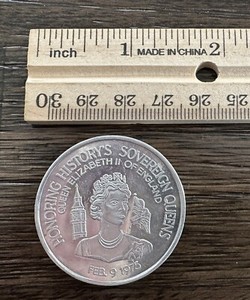 inch 1 MADE IN CHINA 2
30 29 28 27 26 25
HONORING HISTORY'S SOVEREIGN QUEENS
QUEEN ELIZABETH II OF ENGLAND
FEB. 9 1975